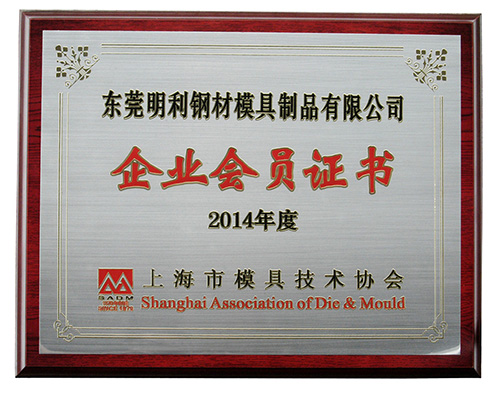 东莞明利钢材模具制品有限公司
企业会员证书
2014年度
SADM
上海市模具技术协会
Shanghai Association of Die & Mould